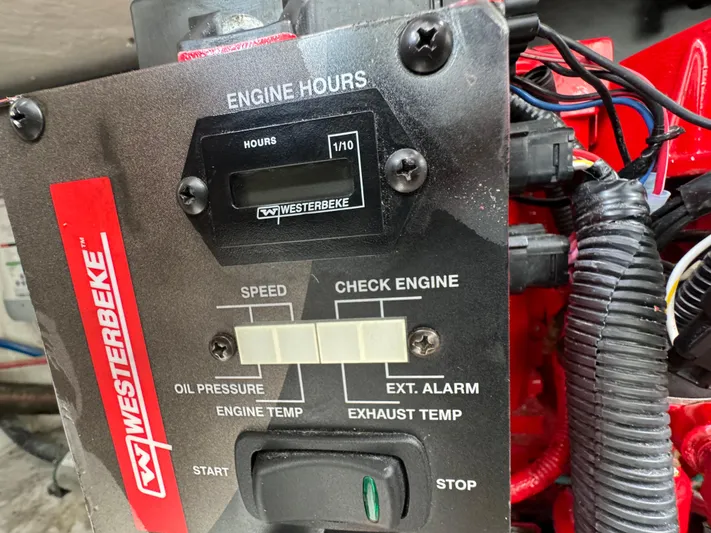 ENGINE HOURS
HOURS
1/10
WESTERBEKE
WESTERBEKE™
SPEED
CHECK ENGINE
OIL PRESSURE
EXT. ALARM
ENGINE TEMP
EXHAUST TEMP
START
STOP